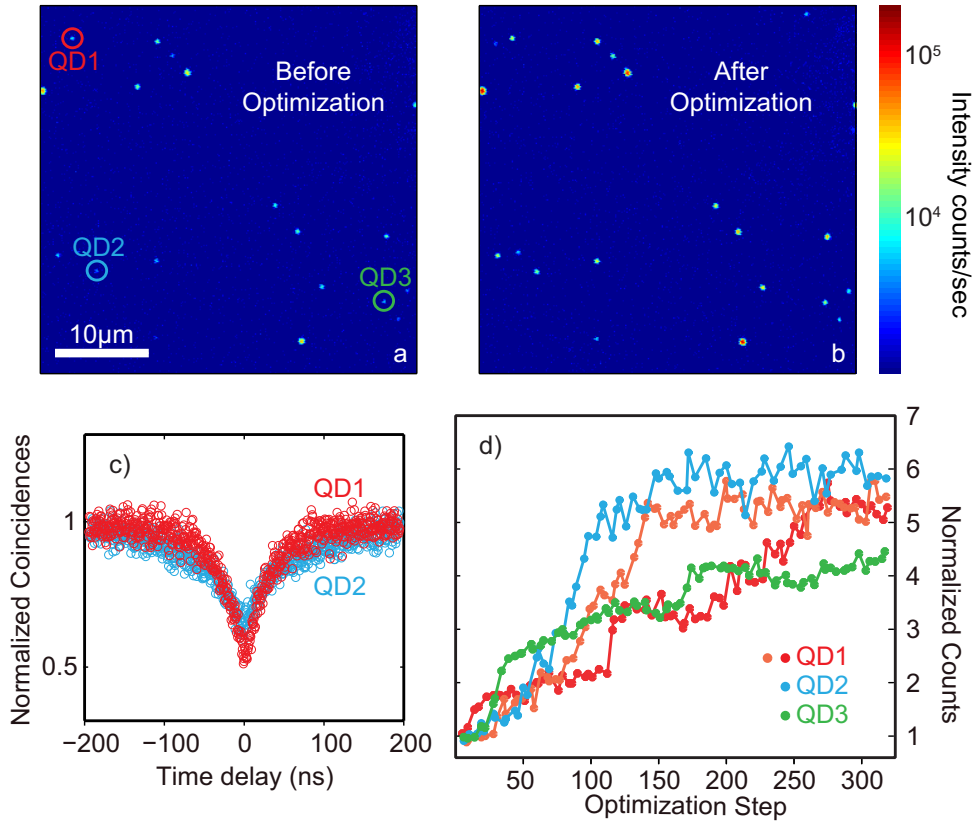 QD1
Before
Optimization
QD2
QD3
10µm
a
After
Optimization
b
10⁵
10⁴
Intensity counts/sec
c)
QD1
QD2
1
0.5
Normalized Coincidences
−200
−100
0
100
200
Time delay (ns)
d)
7
6
5
4
3
2
1
Normalized Counts
QD1
QD2
QD3
50
100
150
200
250
300
Optimization Step